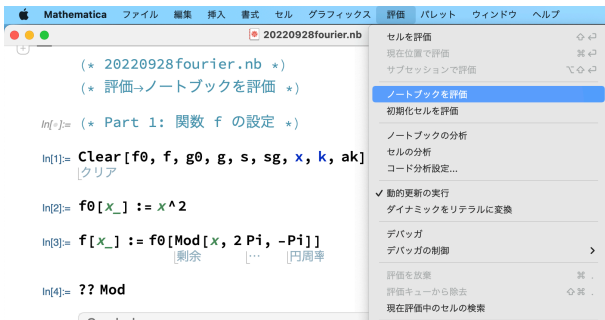 Mathematica ファイル 編集 挿入 書式 セル グラフィックス 評価 パレット ウィンドウ ヘルプ
20220928fourier.nb
(* 20220928fourier.nb *)
(* 評価→ノートブックを評価 *)
In[∘]:= (* Part 1: 関数 f の設定 *)
In[1]:= Clear[f0, f, g0, g, s, sg, x, k, ak]
クリア
In[2]:= f0[x_] := x^2
In[3]:= f[x_] := f0[Mod[x, 2 Pi, -Pi]]
剰余 … 円周率
In[4]:= ?? Mod
セルを評価 ⇧⏎
現在位置で評価 ⌘⏎
サブセッションで評価 ⌥⇧⏎
ノートブックを評価
初期化セルを評価
ノートブックの分析
セルの分析
コード分析設定...
✓ 動的更新の実行
ダイナミックをリテラルに変換
デバッガ
デバッガの制御 >
評価を放棄 ⌘ .
評価キューから除去 ⇧⌘ .
現在評価中のセルの検索